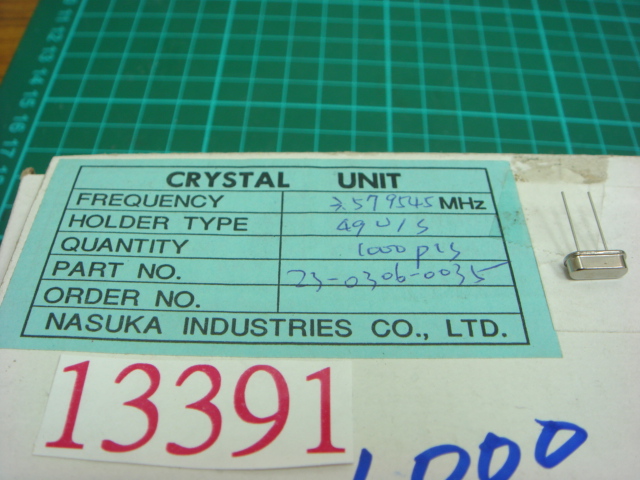 CRYSTAL UNIT
FREQUENCY 3.579545 MHz
HOLDER TYPE 49U/S
QUANTITY 1000 pcs
PART NO. 23-0306-0035
ORDER NO.
NASUKA INDUSTRIES CO., LTD.
13391
1000